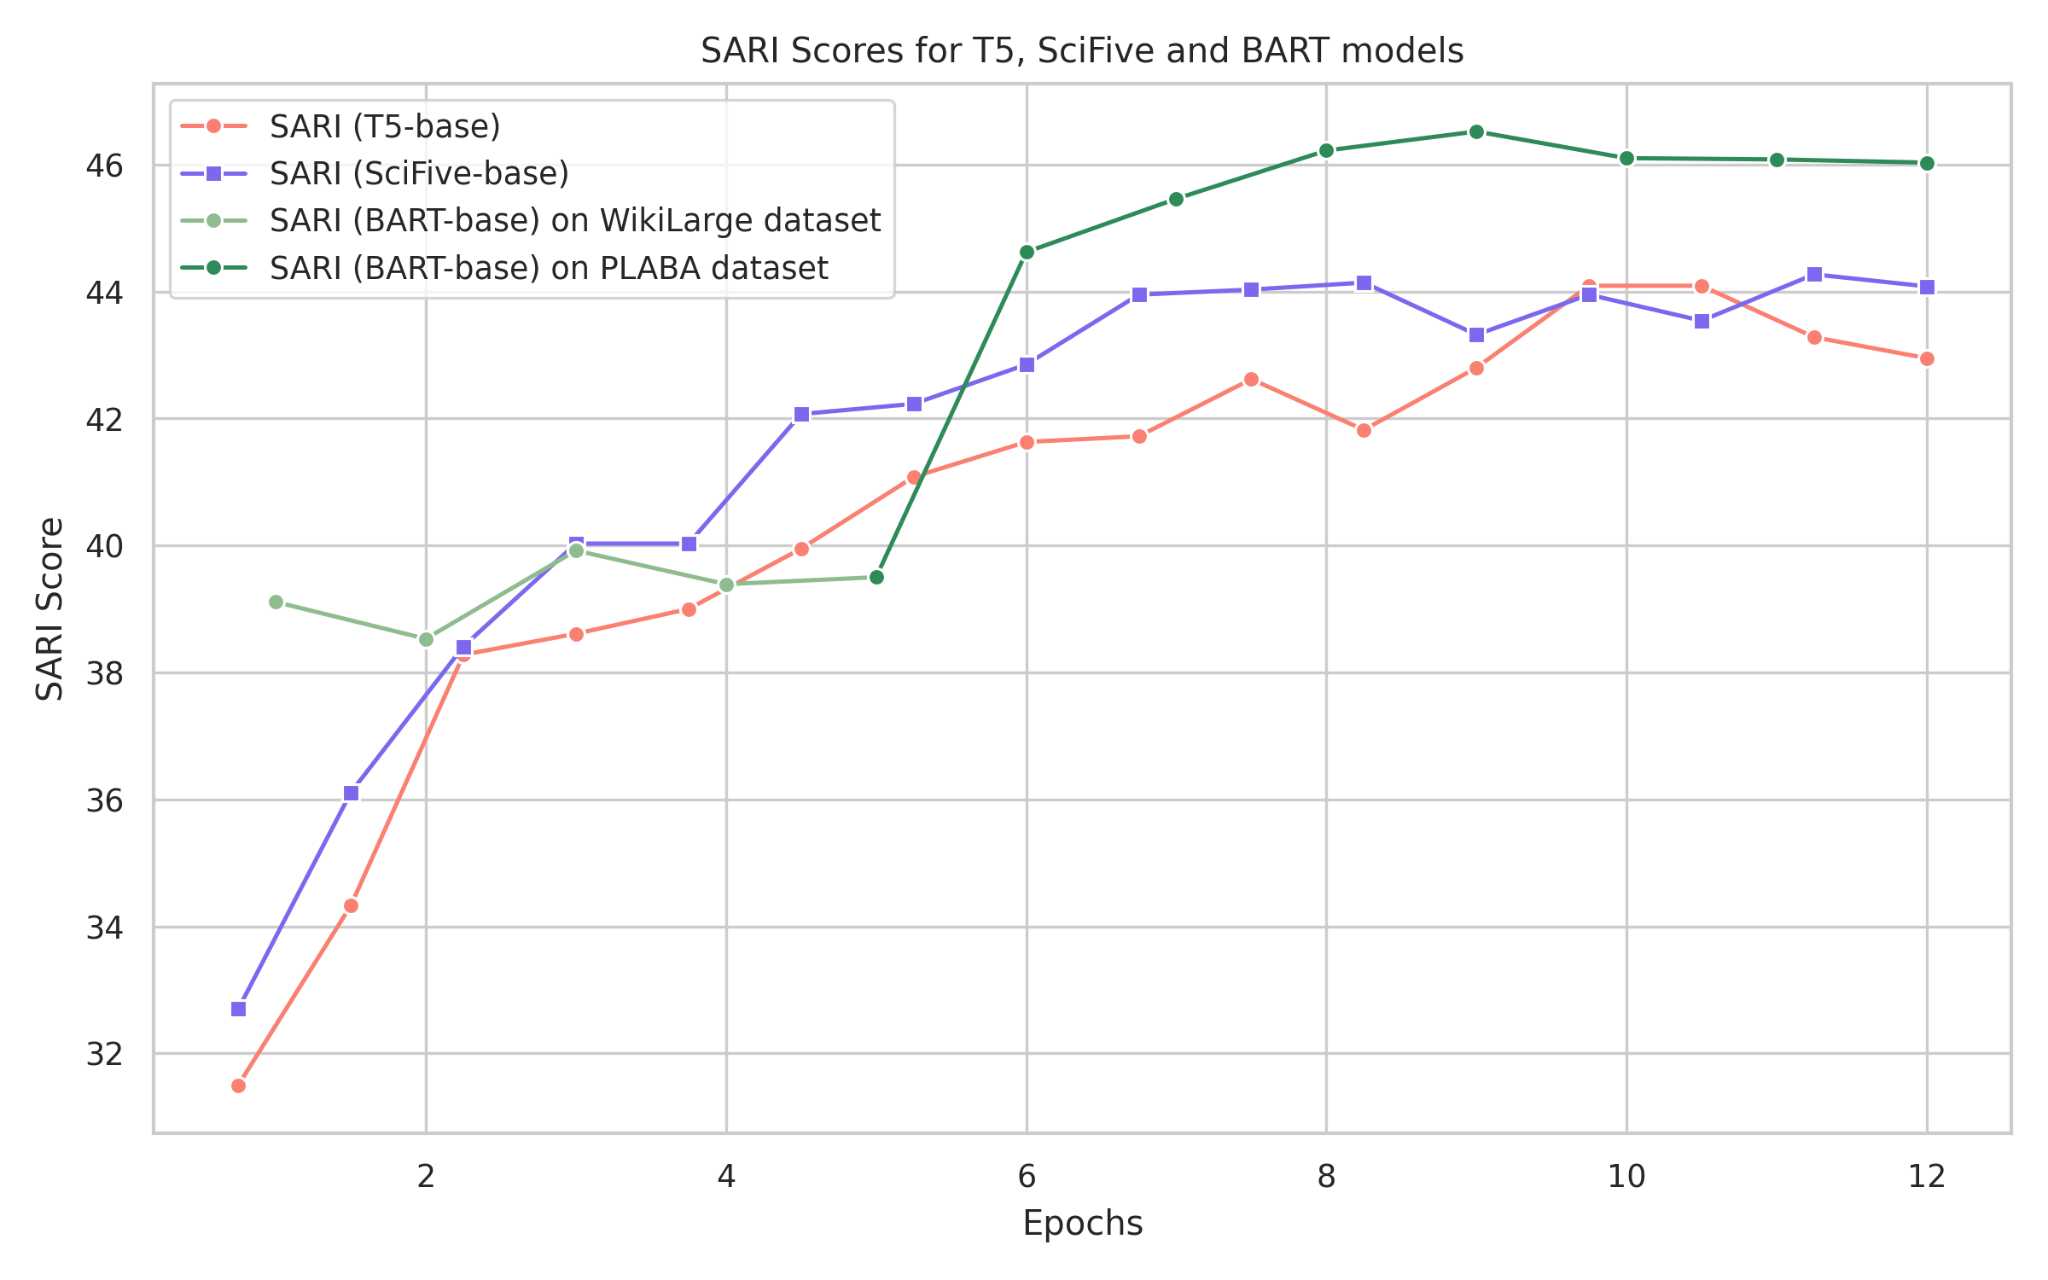 SARI Scores for T5, SciFive and BART models
SARI (T5-base)
SARI (SciFive-base)
SARI (BART-base) on WikiLarge dataset
SARI (BART-base) on PLABA dataset
SARI Score
46
44
42
40
38
36
34
32
2 4 6 8 10 12
Epochs